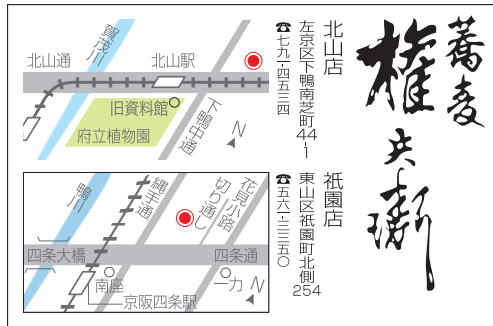 蕎麦
権兵衛
北山店
左京区下鴨南芝町44-1
☎七九一-四五三四
賀茂川
北山通
北山駅
旧資料館
府立植物園
下鴨中通
N
祇園店
東山区祇園町北側254
☎五六一-三三五〇
鴨川
縄手通
切り通し
花見小路
四条大橋
四条通
南座
一力
京阪四条駅
N